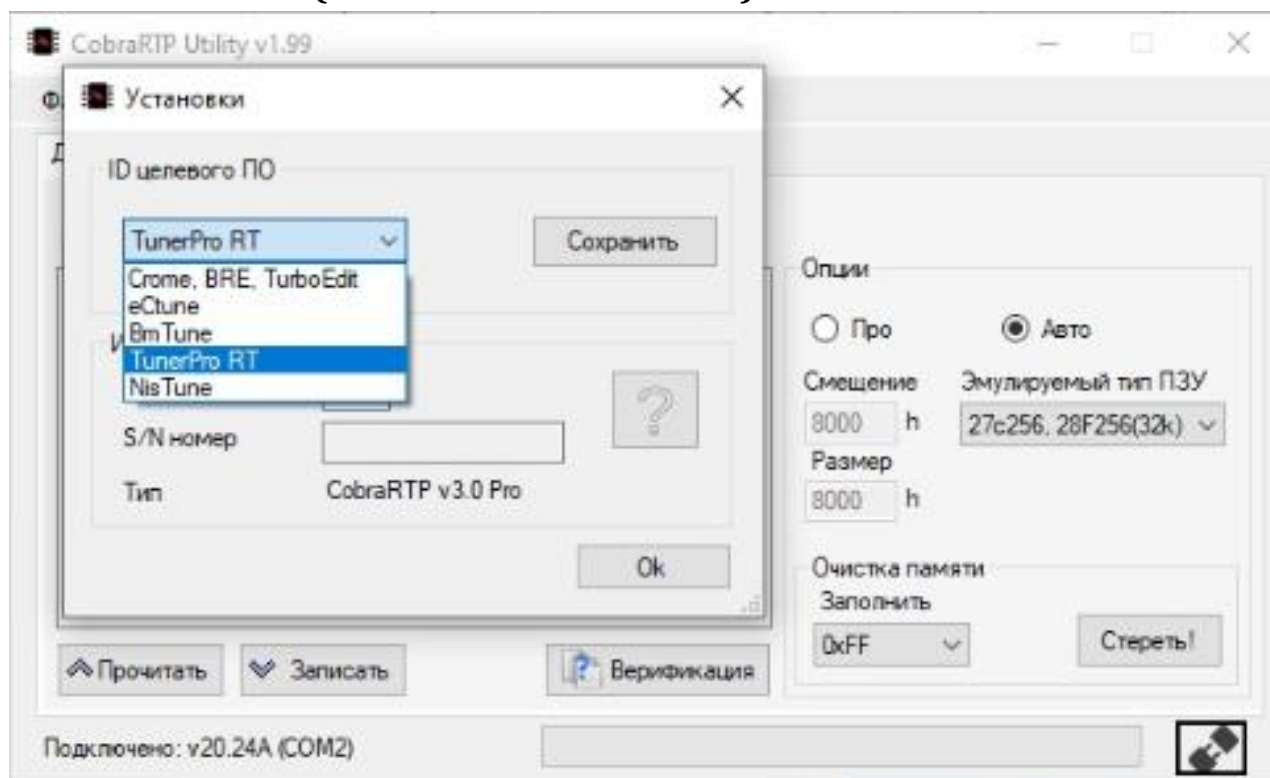 CobraRTP Utility v1.99
Установки
ID целевого ПО
TunerPro RT
Сохранить
Crome, BRE, TurboEdit
eCtune
BmTune
TunerPro RT
NisTune
S/N номер
Тип CobraRTP v3.0 Pro
Ok
Опции
Про Авто
Смещение Эмулируемый тип ПЗУ
8000 h 27c256, 28F256(32k)
Размер
8000 h
Очистка памяти
Заполнить
0xFF Стереть!
Прочитать Записать Верификация
Подключено: v20.24A (COM2)